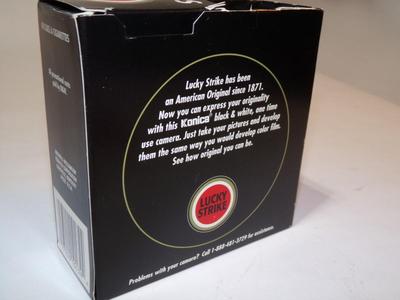 Lucky Strike has been
an American Original since 1871.
Now you can express your originality
with this Konica® black & white, one time
use camera. Just take your pictures and develop
them the same way you would develop color film.
See how original you can be.
LUCKY
STRIKE
Problems with your camera? Call 1-888-481-3729 for assistance.